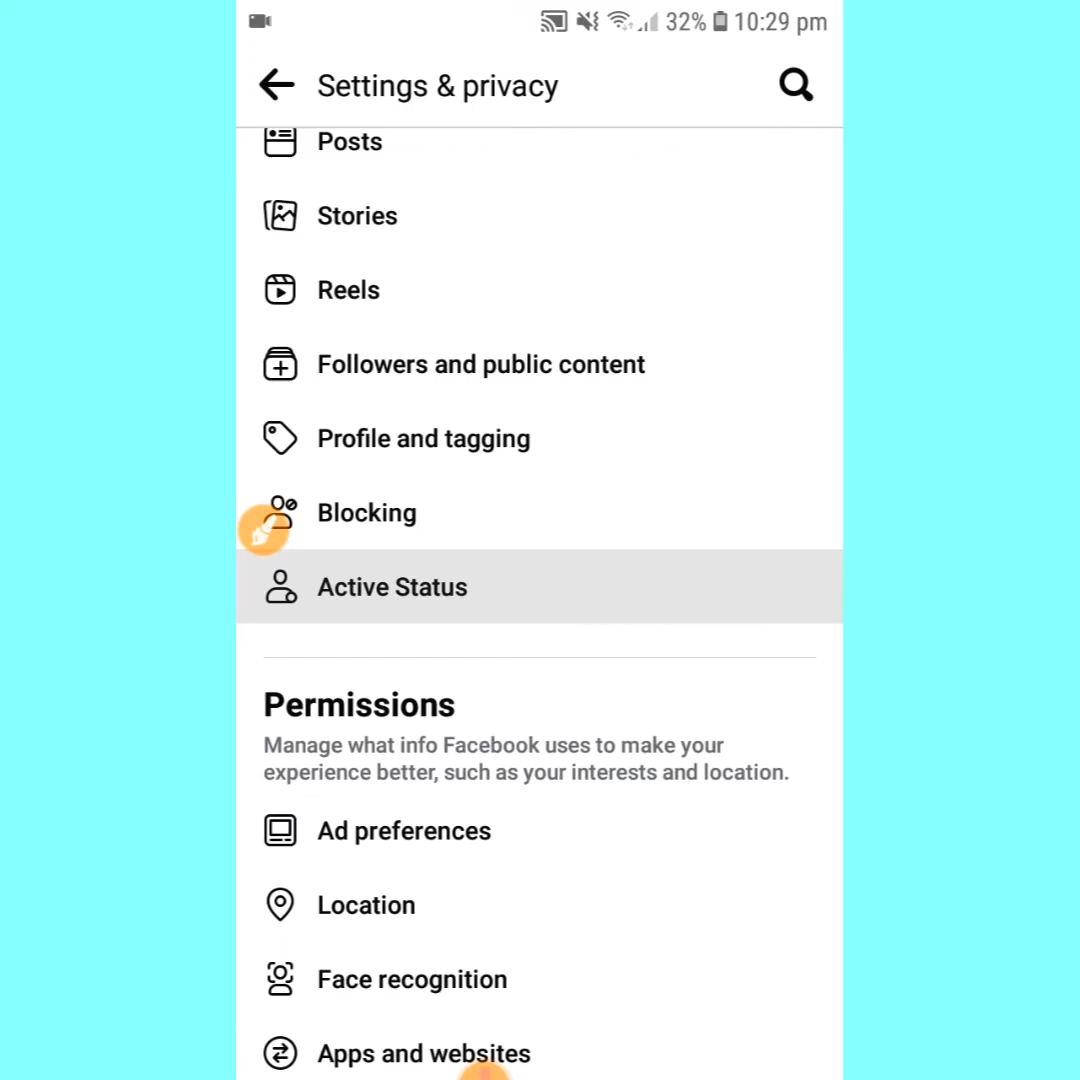 32% 10:29 pm
Settings & privacy
Posts
Stories
Reels
Followers and public content
Profile and tagging
Blocking
Active Status
Permissions
Manage what info Facebook uses to make your
experience better, such as your interests and location.
Ad preferences
Location
Face recognition
Apps and websites